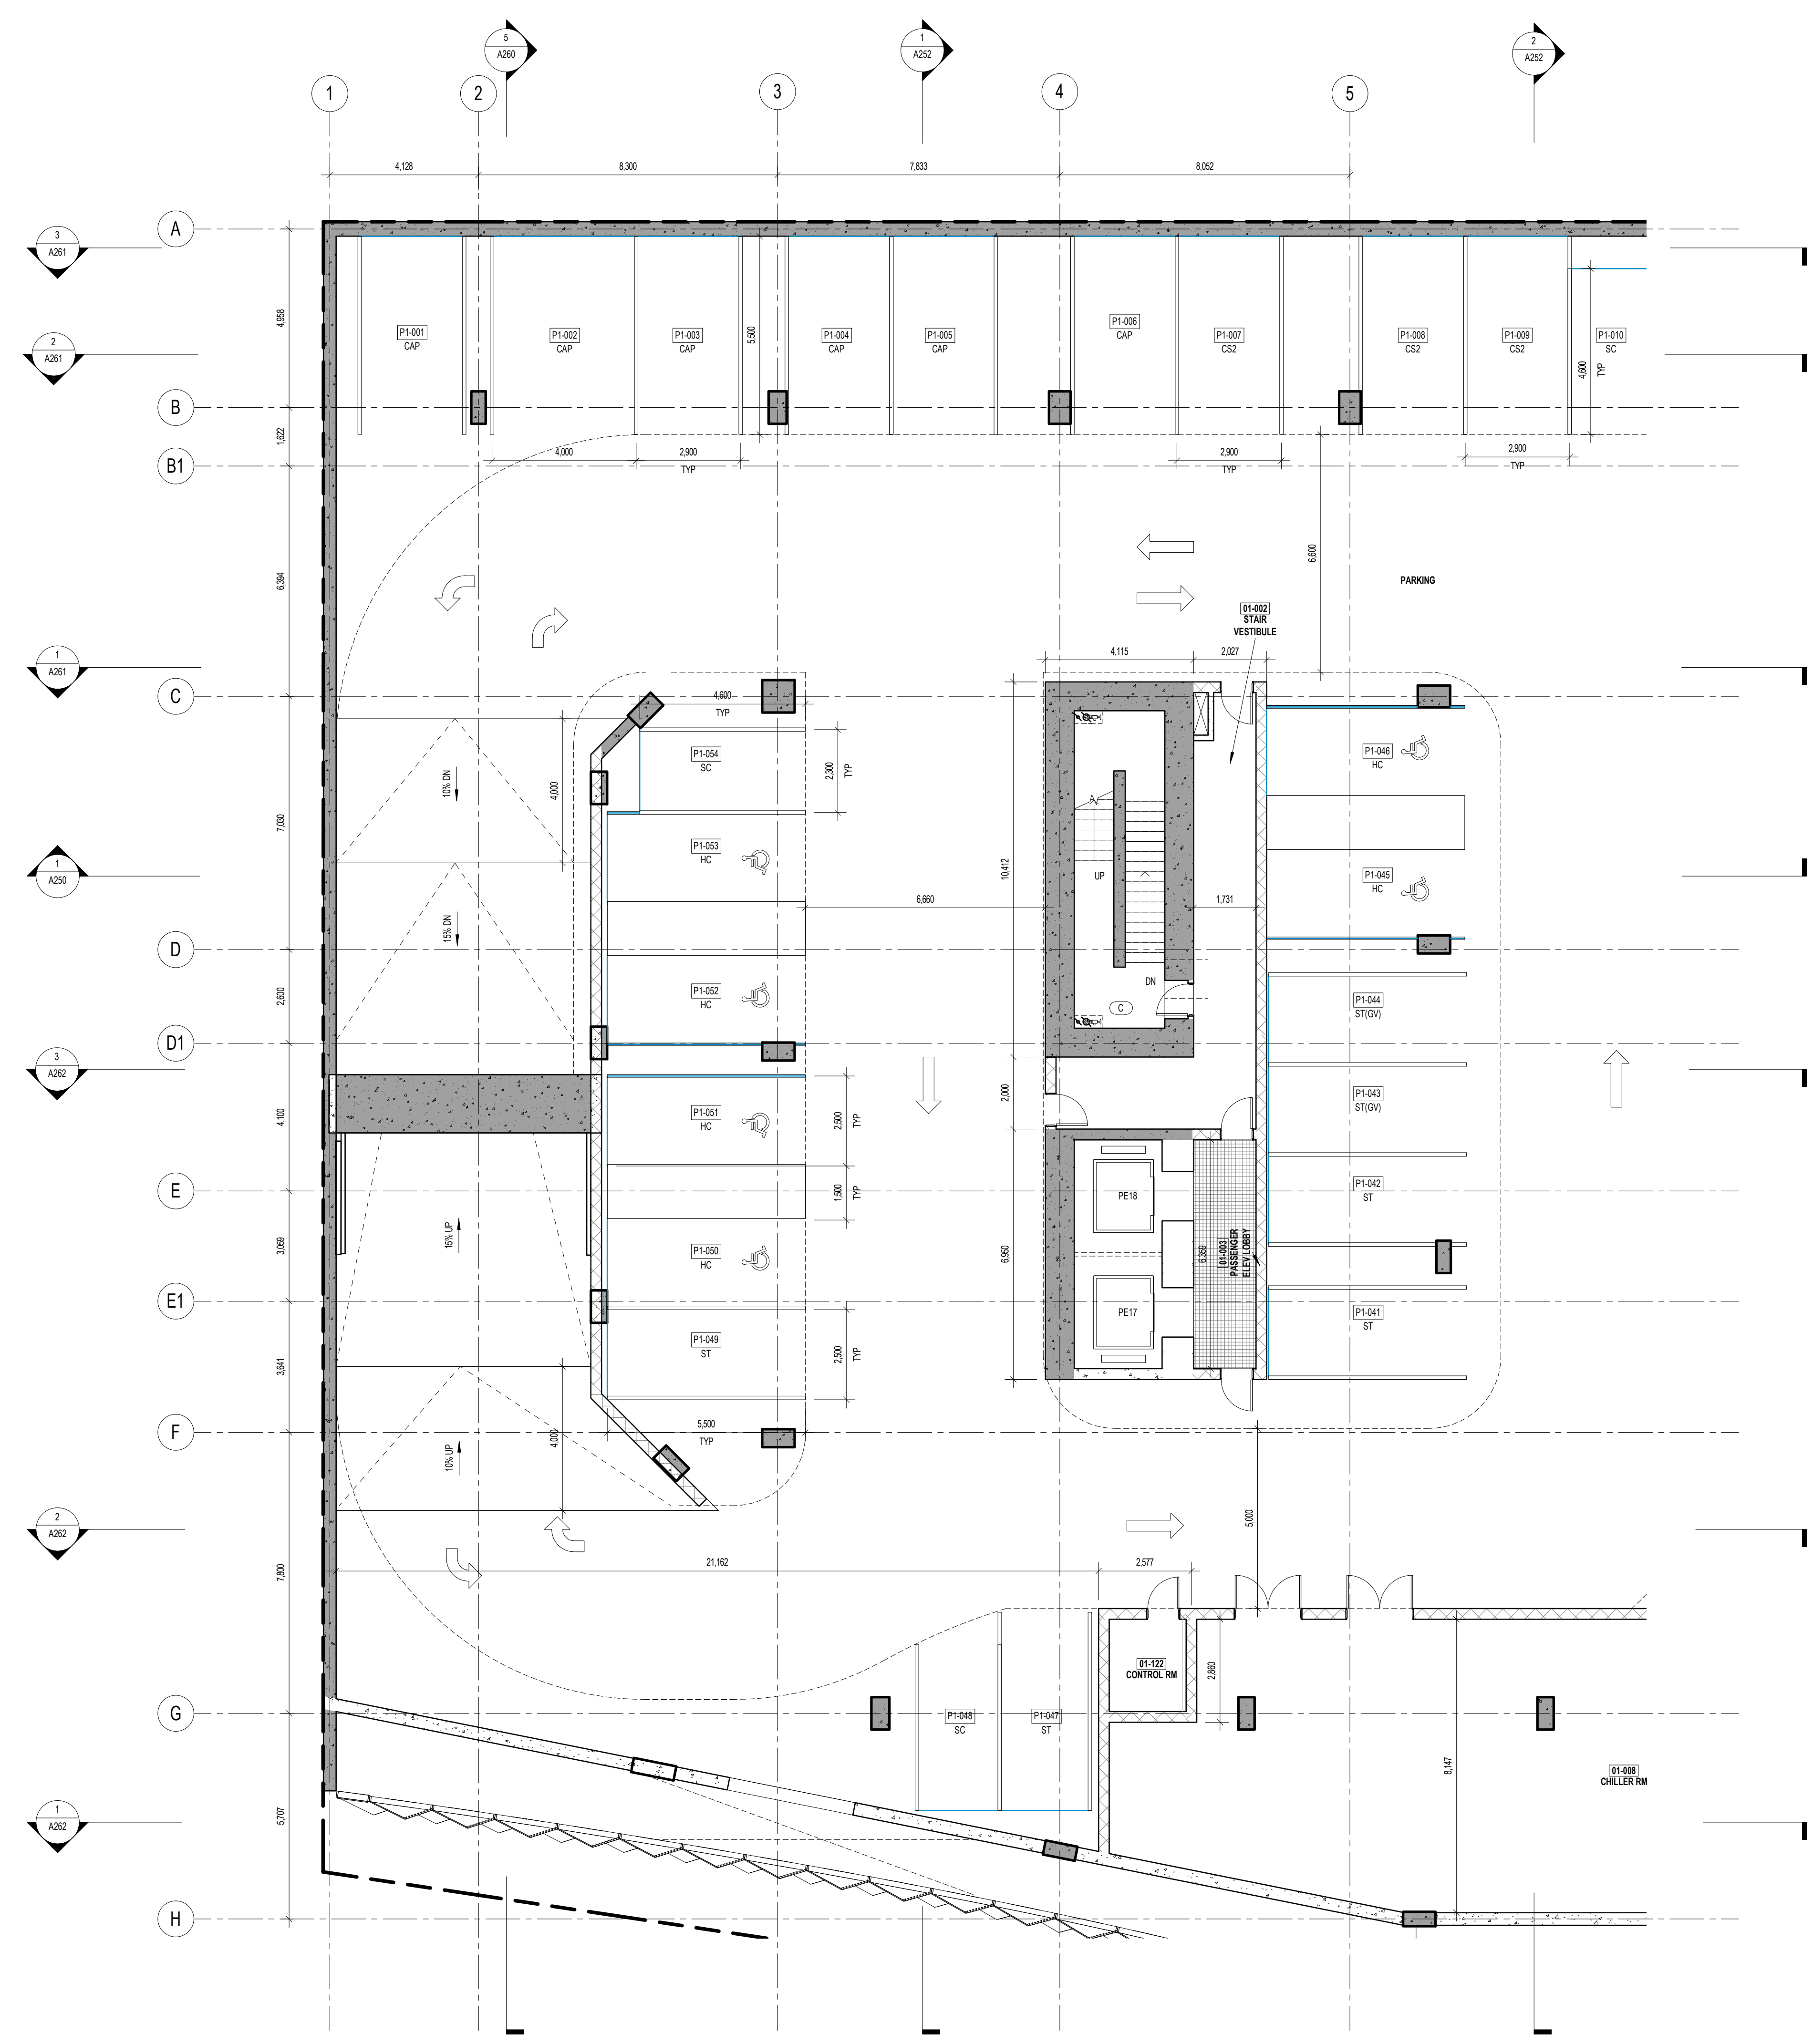 5
A260
1
A252
2
A252
1
2
3
4
5
4,128
8,300
7,833
8,052
A
3
A261
4,958
P1-001
CAP
P1-002
CAP
P1-003
CAP
5,500
P1-004
CAP
P1-005
CAP
P1-006
CAP
P1-007
CS2
P1-008
CS2
P1-009
CS2
P1-010
SC
4,600
TYP
2
A261
B
1,622
B1
4,000
2,900
TYP
2,900
TYP
2,900
TYP
6,394
6,600
PARKING
01-002
STAIR
VESTIBULE
1
A261
C
4,600
TYP
4,115
2,027
P1-054
SC
2,300
TYP
10% DN
4,000
7,030
P1-046
HC
P1-053
HC
10,412
UP
1
A250
P1-045
HC
6,660
1,731
15% DN
D
DN
2,600
P1-052
HC
C
P1-044
ST(GV)
D1
3
A262
4,100
P1-051
HC
2,500
TYP
2,000
P1-043
ST(GV)
E
1,500
TYP
PE18
P1-042
ST
15% UP
3,059
P1-050
HC
6,950
6,359
01-003
PASSENGER
ELEV LOBBY
E1
PE17
P1-041
ST
P1-049
ST
2,500
TYP
3,641
F
5,500
TYP
4,000
10% UP
2
A262
5,000
7,800
21,162
2,577
01-122
CONTROL RM
2,860
G
P1-048
SC
P1-047
ST
8,147
01-008
CHILLER RM
1
A262
5,707
H